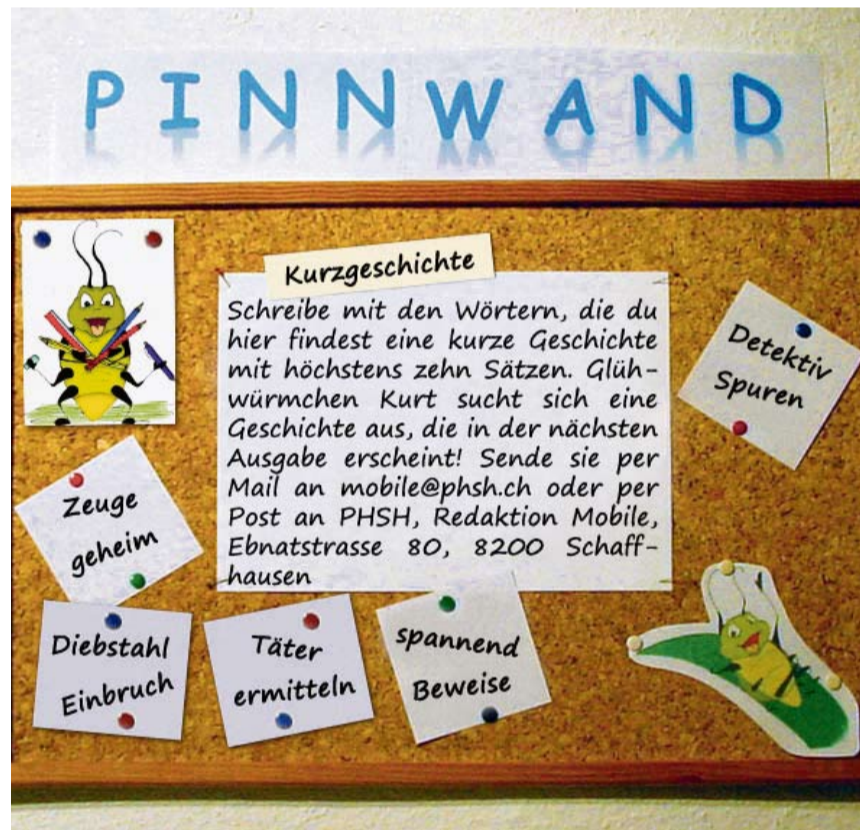 PINNWAND
Kurzgeschichte
Schreibe mit den Wörtern, die du
hier findest eine kurze Geschichte
mit höchstens zehn Sätzen. Glüh-
würmchen Kurt sucht sich eine
Geschichte aus, die in der nächsten
Ausgabe erscheint! Sende sie per
Mail an mobile@phsh.ch oder per
Post an PHSH, Redaktion Mobile,
Ebnatstrasse 80, 8200 Schaff-
hausen
Detektiv
Spuren
Zeuge
geheim
Diebstahl
Einbruch
Täter
ermitteln
spannend
Beweise